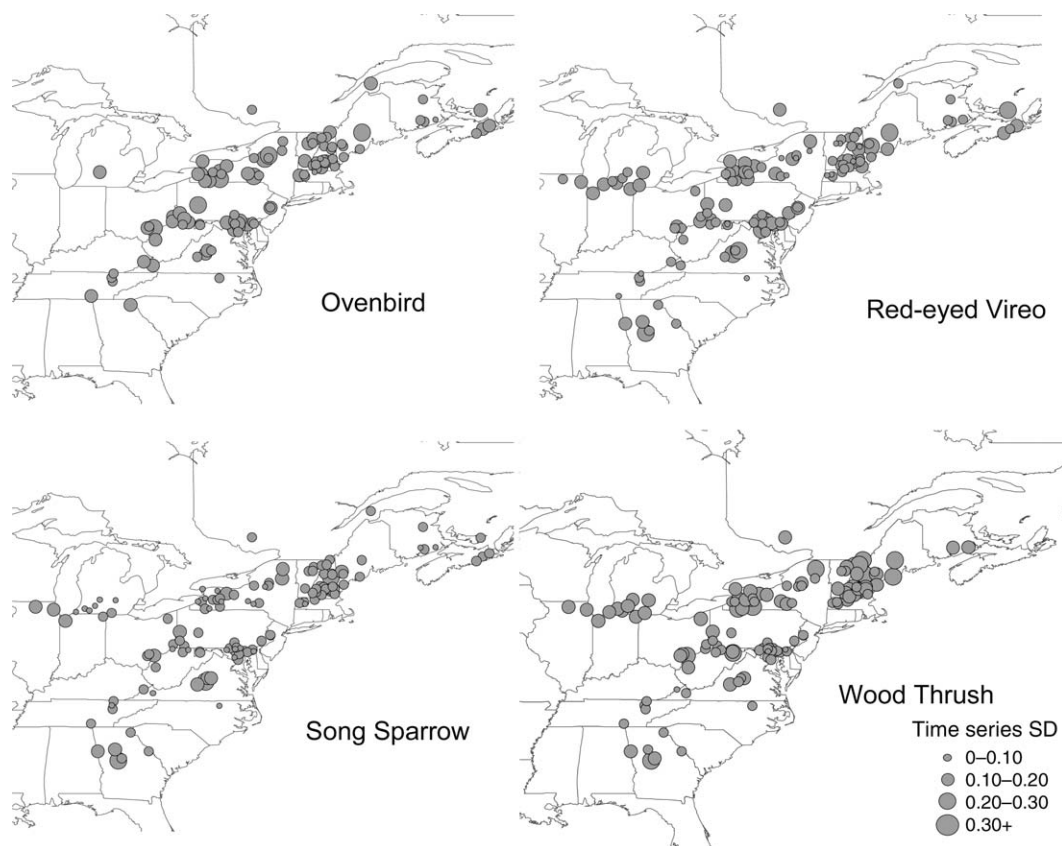 Ovenbird
Red-eyed Vireo
Song Sparrow
Wood Thrush
Time series SD
0–0.10
0.10–0.20
0.20–0.30
0.30+